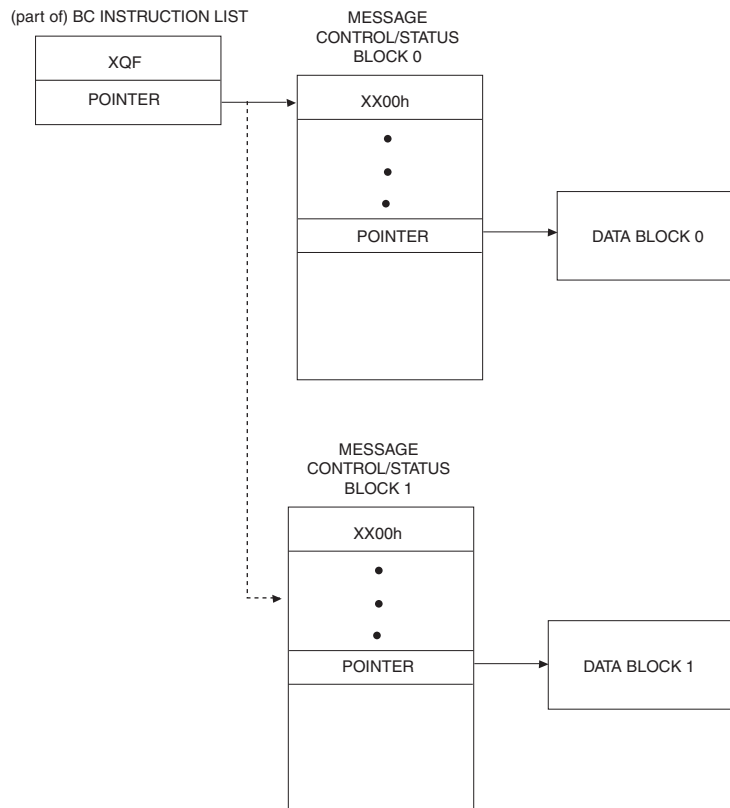 (part of) BC INSTRUCTION LIST
XQF
POINTER
MESSAGE
CONTROL/STATUS
BLOCK 0
XX00h
POINTER
DATA BLOCK 0
MESSAGE
CONTROL/STATUS
BLOCK 1
XX00h
POINTER
DATA BLOCK 1